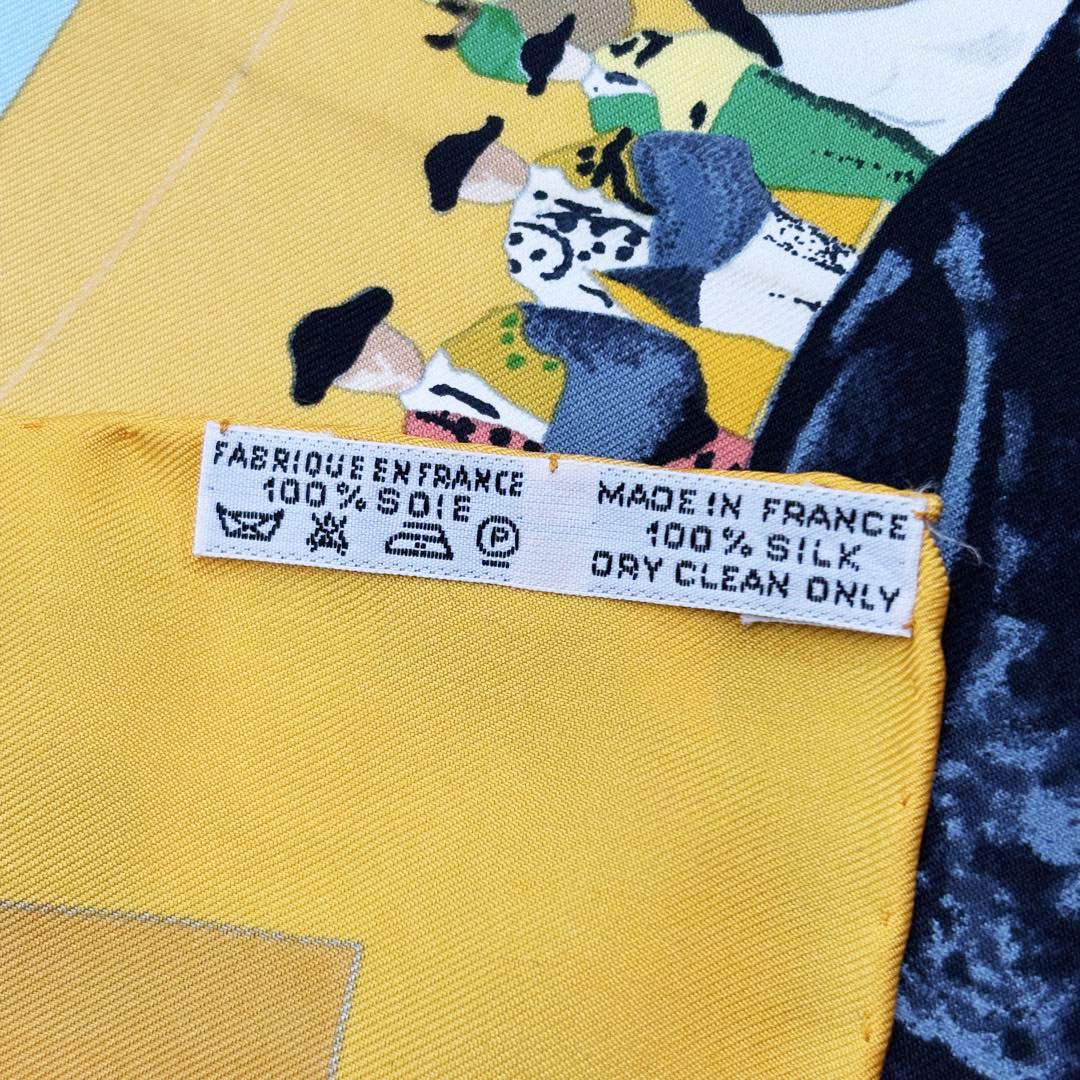 FABRIQUE EN FRANCE
100% SOIE
P
MADE IN FRANCE
100% SILK
DRY CLEAN ONLY